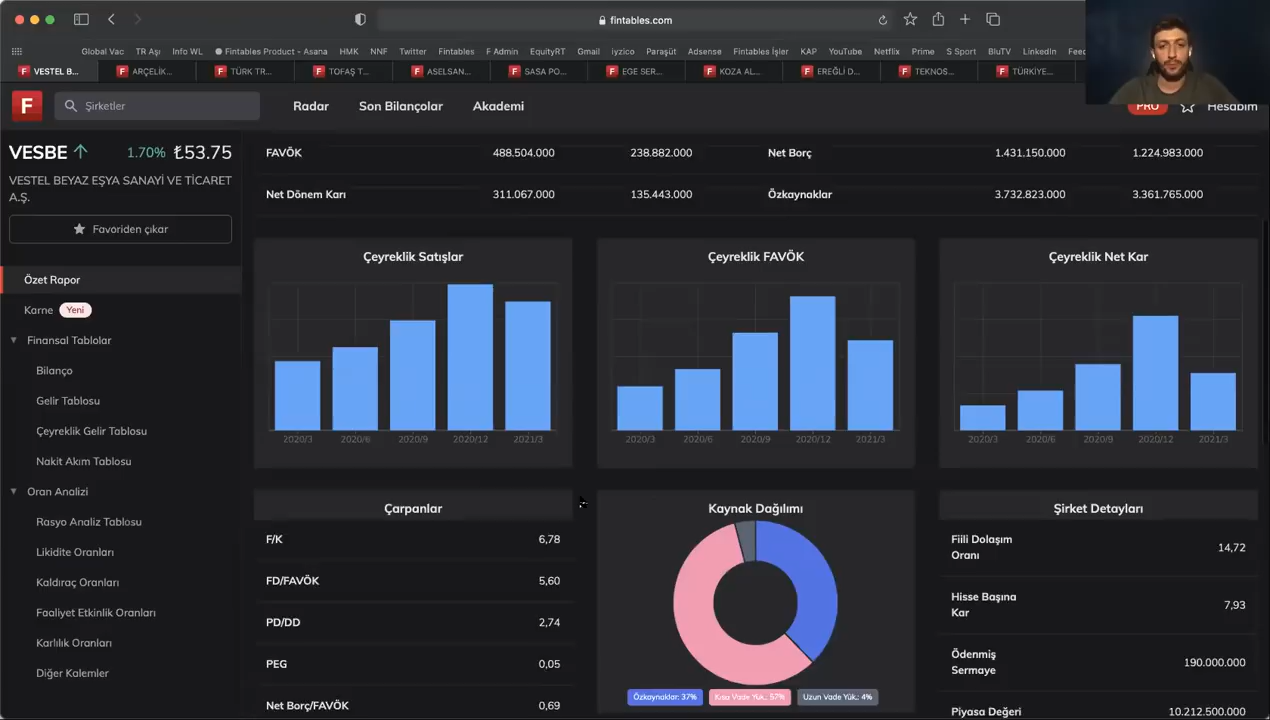 fintables.com
Global Vac TR Aşı Info WL Fintables Product - Asana HMK NNF Twitter Fintables F Admin EquityRT Gmail iyzico Paraşüt Adsense Fintables İşler KAP YouTube Netflix Prime S Sport BluTV LinkedIn Feec
F VESTEL B... F ARÇELİK... F TÜRK TR... F TOFAŞ T... F ASELSAN... F SASA PO... F EGE SER... F KOZA AL... F EREĞLİ D... F TEKNOS... F TÜRKİYE...
F Şirketler Radar Son Bilançolar Akademi PRO Hesabım
VESBE 1.70% ₺53.75
VESTEL BEYAZ EŞYA SANAYİ VE TİCARET
A.Ş.
Favoriden çıkar
Özet Rapor
Karne Yeni
Finansal Tablolar
Bilanço
Gelir Tablosu
Çeyreklik Gelir Tablosu
Nakit Akım Tablosu
Oran Analizi
Rasyo Analiz Tablosu
Likidite Oranları
Kaldıraç Oranları
Faaliyet Etkinlik Oranları
Karlılık Oranları
Diğer Kalemler
FAVÖK 488.504.000 238.882.000 Net Borç 1.431.150.000 1.224.983.000
Net Dönem Karı 311.067.000 135.443.000 Özkaynaklar 3.732.823.000 3.361.765.000
Çeyreklik Satışlar
2020/3 2020/6 2020/9 2020/12 2021/3
Çeyreklik FAVÖK
2020/3 2020/6 2020/9 2020/12 2021/3
Çeyreklik Net Kar
2020/3 2020/6 2020/9 2020/12 2021/3
Çarpanlar
F/K 6,78
FD/FAVÖK 5,60
PD/DD 2,74
PEG 0,05
Net Borç/FAVÖK 0,69
Kaynak Dağılımı
Özkaynaklar: 37% Kısa Vade Yük.: 57% Uzun Vade Yük.: 4%
Şirket Detayları
Fiili Dolaşım
Oranı 14,72
Hisse Başına
Kar 7,93
Ödenmiş
Sermaye 190.000.000
Piyasa Değeri 10.212.500.000